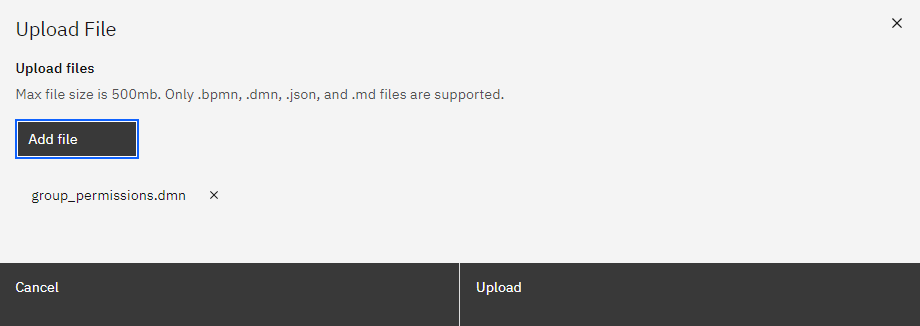 Upload File
Upload files
Max file size is 500mb. Only .bpmn, .dmn, .json, and .md files are supported.
Add file
group_permissions.dmn
Cancel
Upload